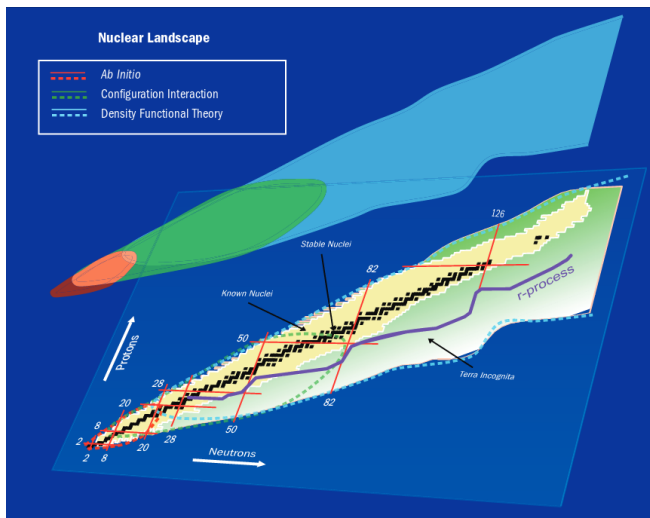 Nuclear Landscape
Ab Initio
Configuration Interaction
Density Functional Theory
126
Stable Nuclei
82
r-process
Known Nuclei
50
Protons
Terra Incognita
28
82
20
50
8
28
2
20
2
8
Neutrons